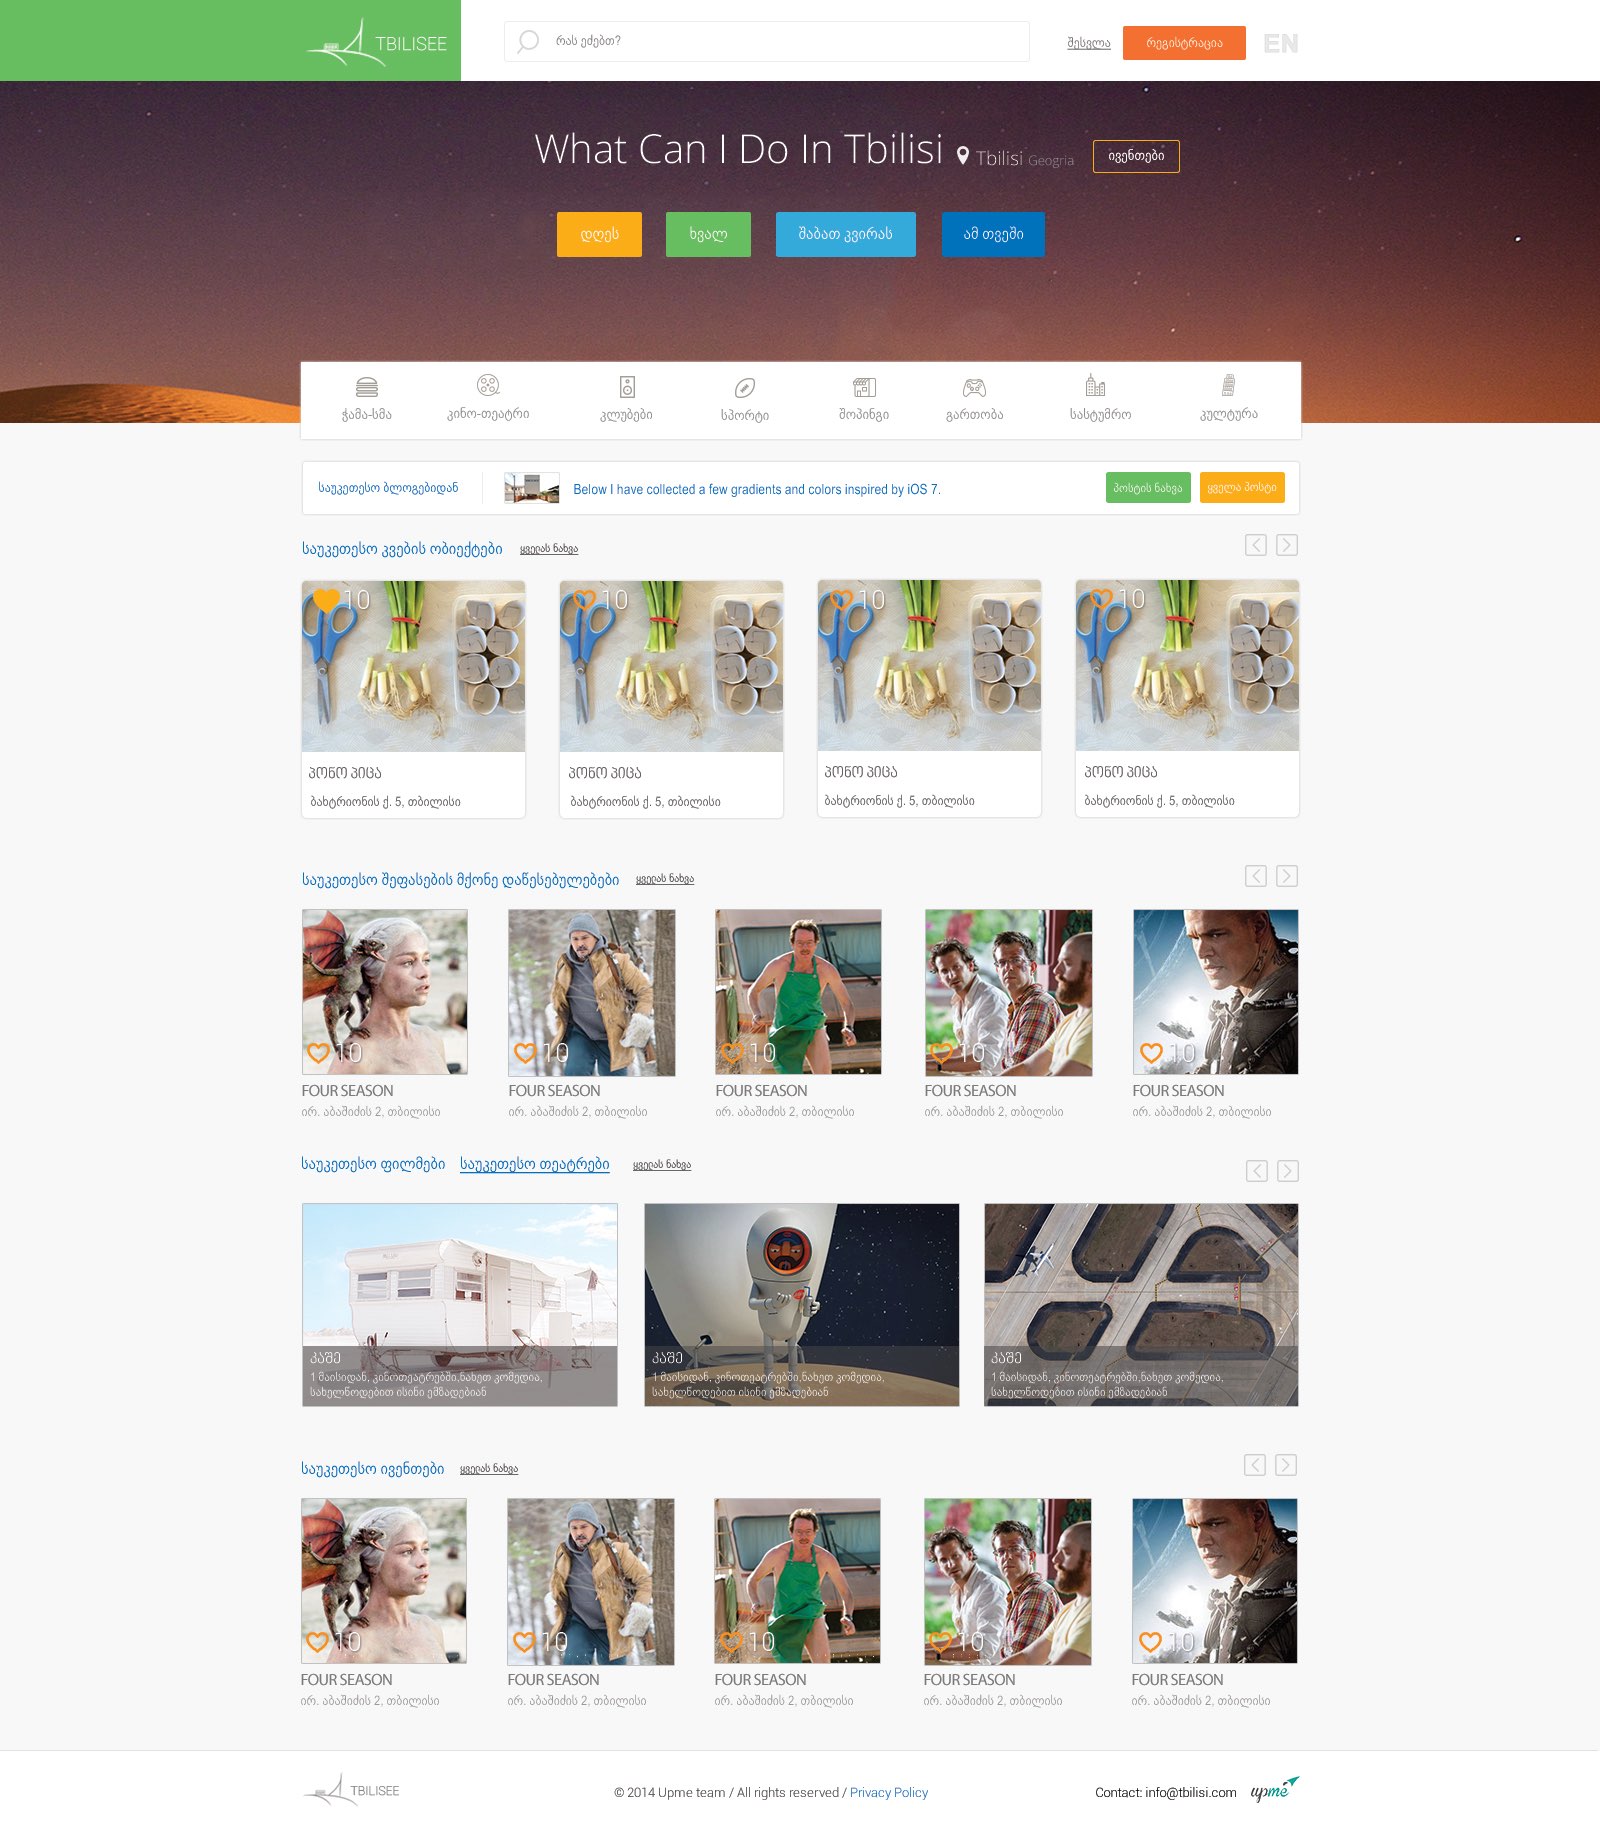 TBILISEE
რას ეძებთ?
შესვლა
რეგისტრაცია
EN
What Can I Do In Tbilisi
Tbilisi Geogria
ივენთები
დღეს
ხვალ
შაბათ კვირას
ამ თვეში
ჭამა-სმა
კინო-თეატრი
კლუბები
სპორტი
შოპინგი
გართობა
სასტუმრო
კულტურა
საუკეთესო ბლოგებიდან
Below I have collected a few gradients and colors inspired by iOS 7.
პოსტის ნახვა
ყველა პოსტი
საუკეთესო კვების ობიექტები
ყველას ნახვა
10
10
10
10
პონო პიცა
პონო პიცა
პონო პიცა
პონო პიცა
ბახტრიონის ქ. 5, თბილისი
ბახტრიონის ქ. 5, თბილისი
ბახტრიონის ქ. 5, თბილისი
ბახტრიონის ქ. 5, თბილისი
საუკეთესო შეფასების მქონე დაწესებულებები
ყველას ნახვა
10
10
10
10
10
FOUR SEASON
FOUR SEASON
FOUR SEASON
FOUR SEASON
FOUR SEASON
ირ. აბაშიძის 2, თბილისი
ირ. აბაშიძის 2, თბილისი
ირ. აბაშიძის 2, თბილისი
ირ. აბაშიძის 2, თბილისი
ირ. აბაშიძის 2, თბილისი
საუკეთესო ფილმები
საუკეთესო თეატრები
ყველას ნახვა
კაშე
1 მაისიდან, კინოთეატრებში,ნახეთ კომედია,
სახელწოდებით ისინი ემზადებიან
კაშე
1 მაისიდან, კინოთეატრებში,ნახეთ კომედია,
სახელწოდებით ისინი ემზადებიან
კაშე
1 მაისიდან, კინოთეატრებში,ნახეთ კომედია,
სახელწოდებით ისინი ემზადებიან
საუკეთესო ივენთები
ყველას ნახვა
10
10
10
10
10
FOUR SEASON
FOUR SEASON
FOUR SEASON
FOUR SEASON
FOUR SEASON
ირ. აბაშიძის 2, თბილისი
ირ. აბაშიძის 2, თბილისი
ირ. აბაშიძის 2, თბილისი
ირ. აბაშიძის 2, თბილისი
ირ. აბაშიძის 2, თბილისი
TBILISEE
© 2014 Upme team / All rights reserved / Privacy Policy
Contact: info@tbilisi.com
upme